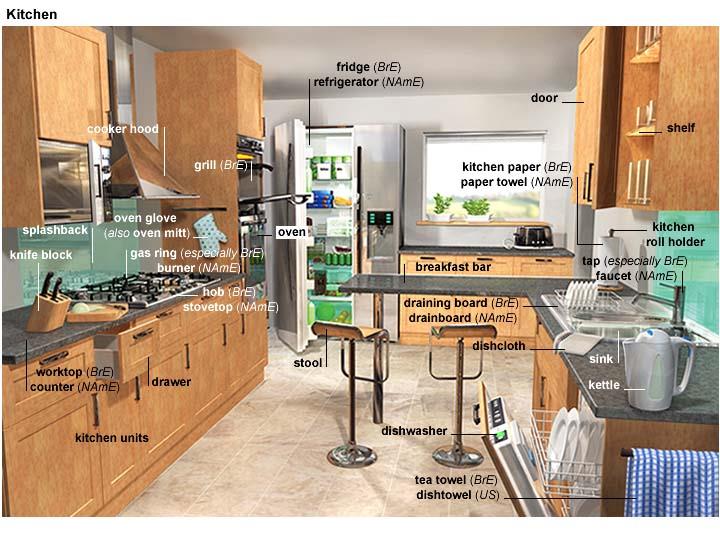 Kitchen
fridge (BrE)
refrigerator (NAmE)
door
cooker hood
shelf
grill (BrE)
kitchen paper (BrE)
paper towel (NAmE)
oven glove
(also oven mitt)
splashback
oven
kitchen
roll holder
knife block
gas ring (especially BrE)
burner (NAmE)
breakfast bar
tap (especially BrE)
faucet (NAmE)
hob (BrE)
stovetop (NAmE)
draining board (BrE)
drainboard (NAmE)
dishcloth
sink
stool
worktop (BrE)
counter (NAmE)
drawer
kettle
kitchen units
dishwasher
tea towel (BrE)
dishtowel (US)